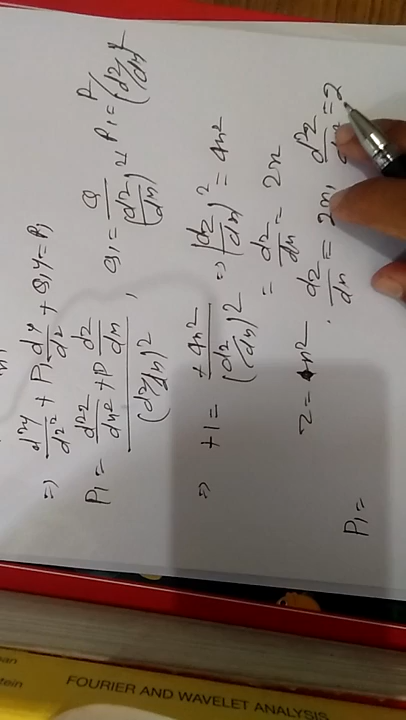 => d²y/dz² + P₁ dy/dz + Q₁y = R₁
P₁ = (d²z/dx² + P dz/dx)/(dz/dx)² , Q₁ = Q/(dz/dx)² , R₁ = R/(dz/dx)²
=> +1 = +4x²/(dz/dx)² => (dz/dx)² = 4x²
= dz/dx = 2x
z = x² . dz/dx = 2x, d²z/dx² = 2
P₁ =
FOURIER AND WAVELET ANALYSIS